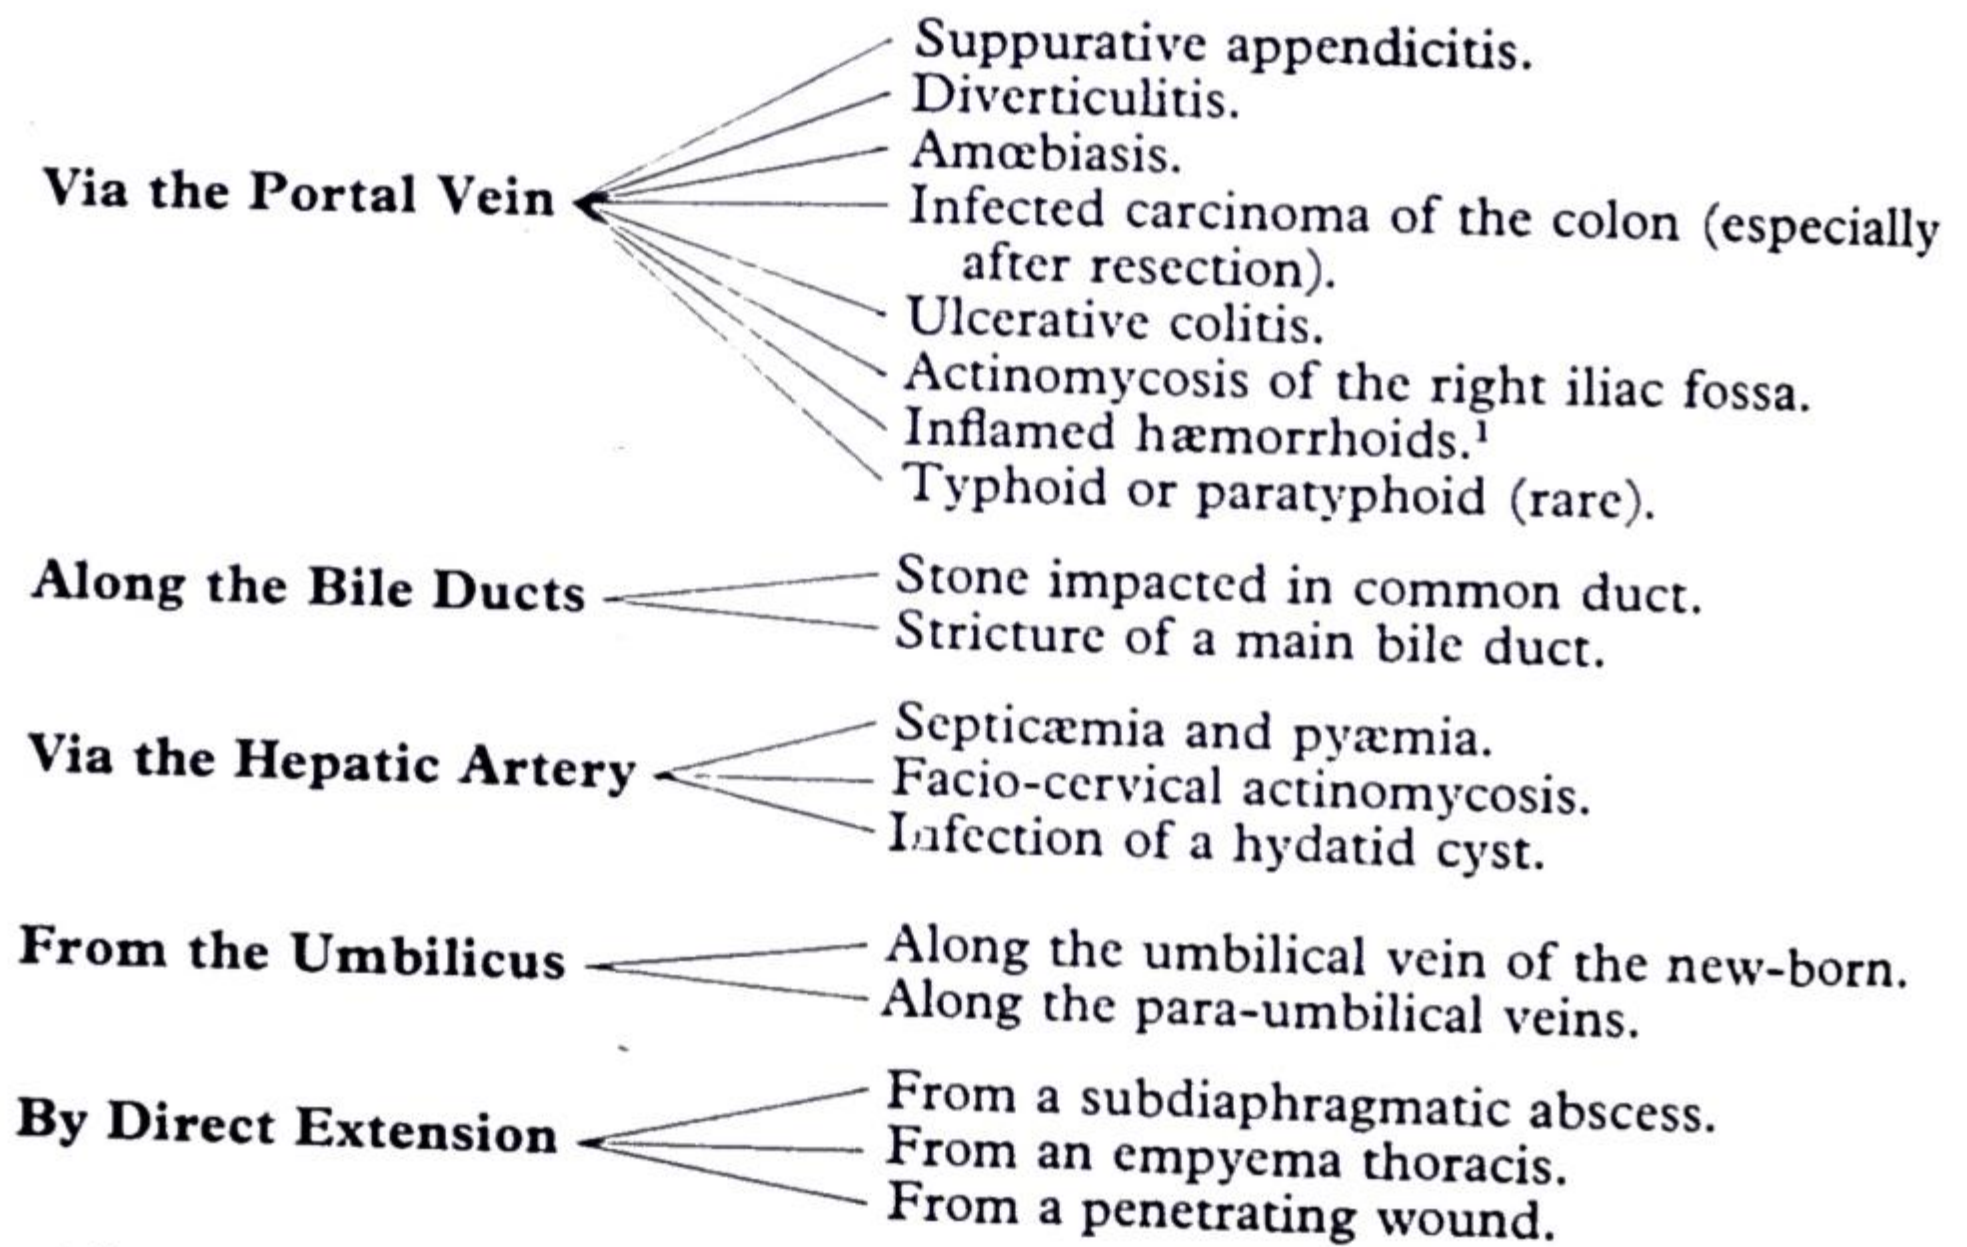 Suppurative appendicitis.
Diverticulitis.
Amœbiasis.
Via the Portal Vein
Infected carcinoma of the colon (especially
after resection).
Ulcerative colitis.
Actinomycosis of the right iliac fossa.
Inflamed hæmorrhoids.¹
Typhoid or paratyphoid (rare).
Along the Bile Ducts
Stone impacted in common duct.
Stricture of a main bile duct.
Via the Hepatic Artery
Septicæmia and pyæmia.
Facio-cervical actinomycosis.
Infection of a hydatid cyst.
From the Umbilicus
Along the umbilical vein of the new-born.
Along the para-umbilical veins.
By Direct Extension
From a subdiaphragmatic abscess.
From an empyema thoracis.
From a penetrating wound.